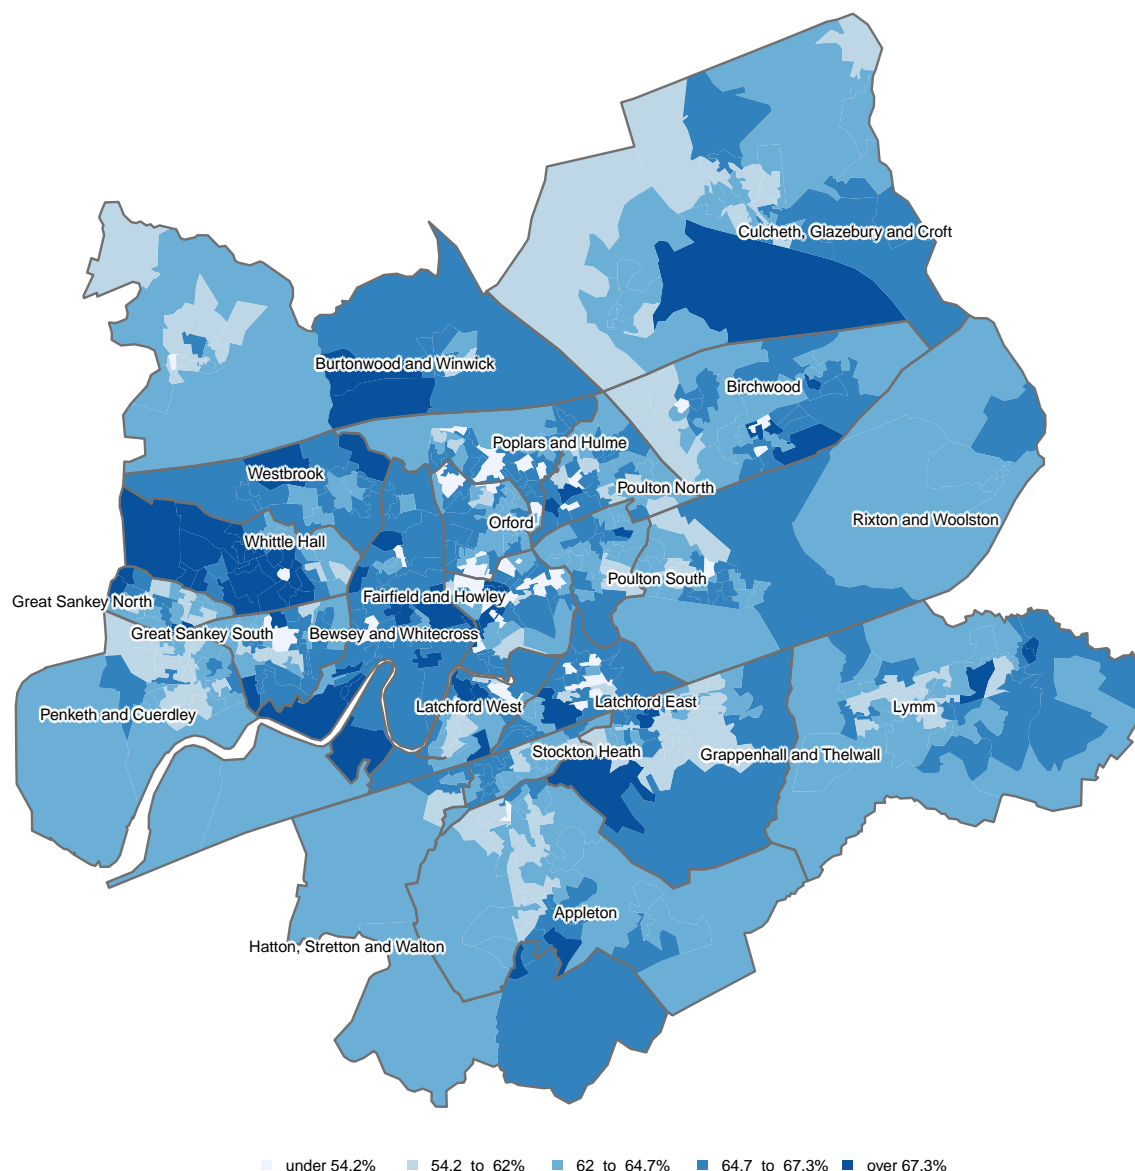 Culcheth, Glazebury and Croft
Burtonwood and Winwick
Birchwood
Poplars and Hulme
Westbrook
Poulton North
Orford
Rixton and Woolston
Whittle Hall
Poulton South
Fairfield and Howley
Great Sankey North
Great Sankey South
Bewsey and Whitecross
Latchford West
Latchford East
Lymm
Penketh and Cuerdley
Stockton Heath
Grappenhall and Thelwall
Appleton
Hatton, Stretton and Walton
under 54.2% 54.2 to 62% 62 to 64.7% 64.7 to 67.3% over 67.3%